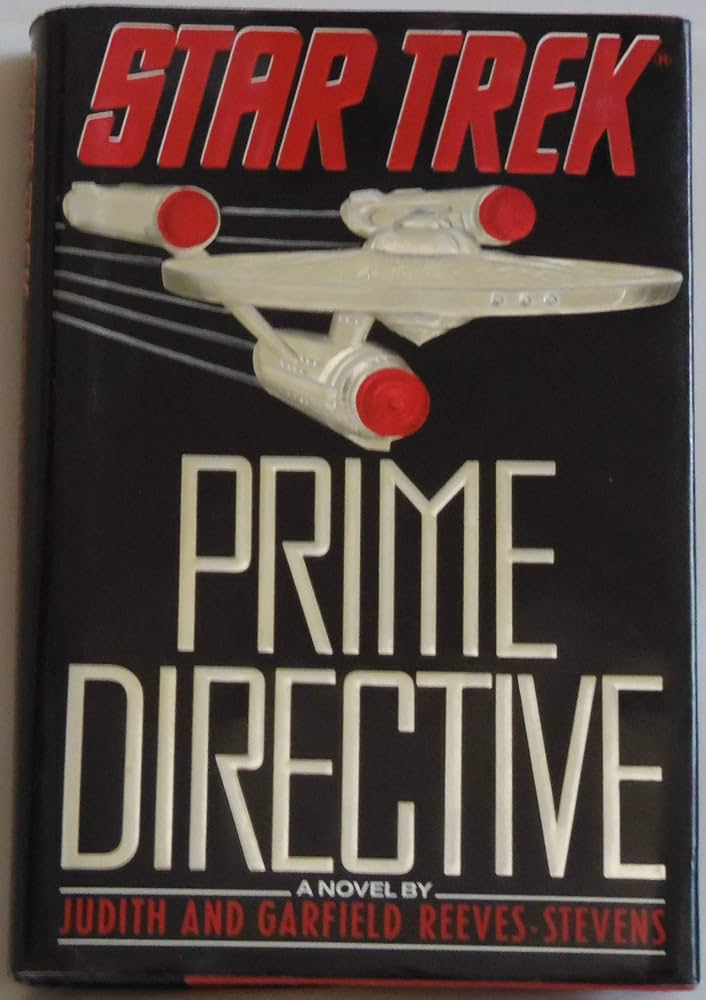 STAR TREK®
PRIME
DIRECTIVE
A NOVEL BY
JUDITH AND GARFIELD REEVES-STEVENS